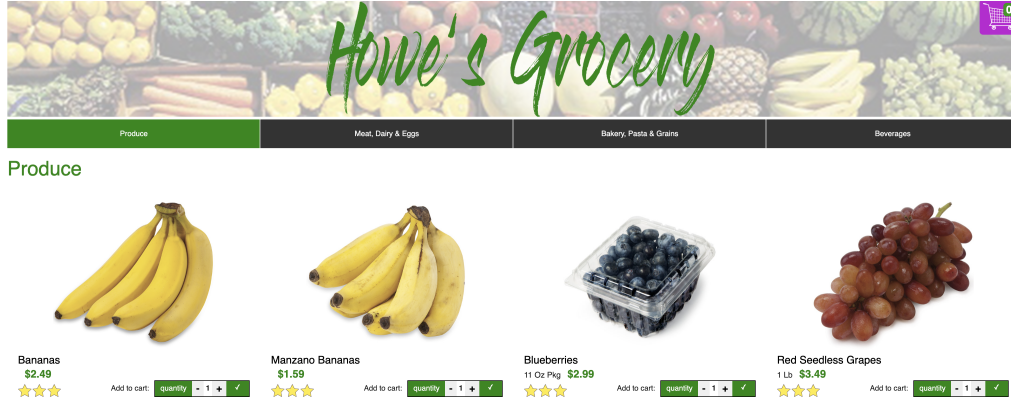 Howe's Grocery
0
Produce
Meat, Dairy & Eggs
Bakery, Pasta & Grains
Beverages
Produce
Bananas
$2.49
Add to cart: quantity - 1 + ✓
Manzano Bananas
$1.59
Add to cart: quantity - 1 + ✓
Blueberries
11 Oz Pkg $2.99
Add to cart: quantity - 1 + ✓
Red Seedless Grapes
1 Lb $3.49
Add to cart: quantity - 1 + ✓